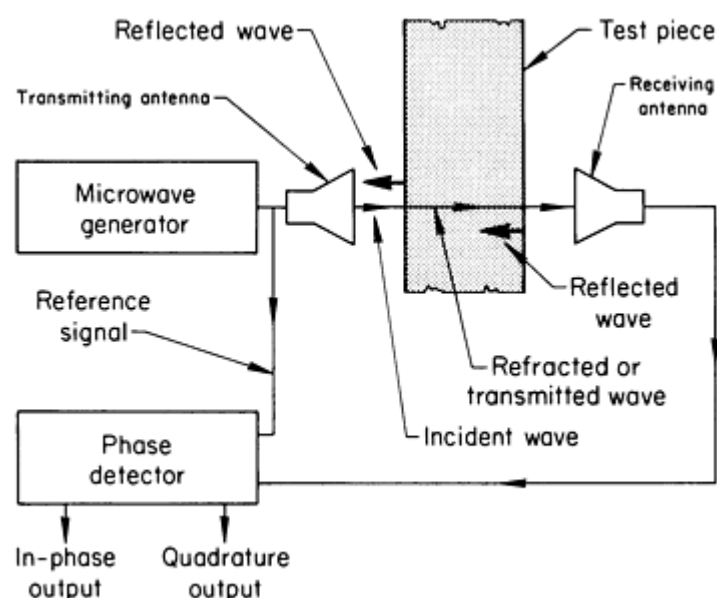 Reflected wave
Test piece
Transmitting antenna
Receiving
antenna
Microwave
generator
Reference
signal
Reflected
wave
Refracted or
transmitted wave
Incident wave
Phase
detector
In-phase
output
Quadrature
output